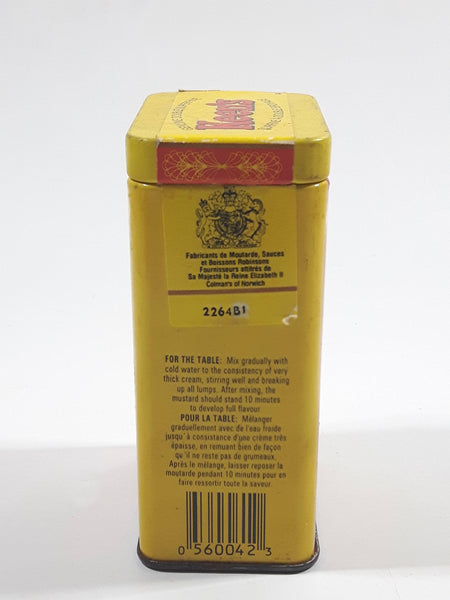 Keen's
Fabricants de Moutarde, Sauces
et Boissons Robinsons
Fournisseurs attitrés de
Sa Majesté la Reine Elizabeth II
Colman's of Norwich
2264B1
FOR THE TABLE: Mix gradually with
cold water to the consistency of very
thick cream, stirring well and breaking
up all lumps. After mixing, the
mustard should stand 10 minutes
to develop full flavour.
POUR LA TABLE: Mélanger
graduellement avec de l'eau froide
jusqu'à consistance d'une crème très
épaisse, en remuant bien de façon
qu'il ne reste pas de grumeaux.
Après le mélange, laisser reposer la
moutarde pendant 10 minutes pour en
faire ressortir toute la saveur.
0 560042 3